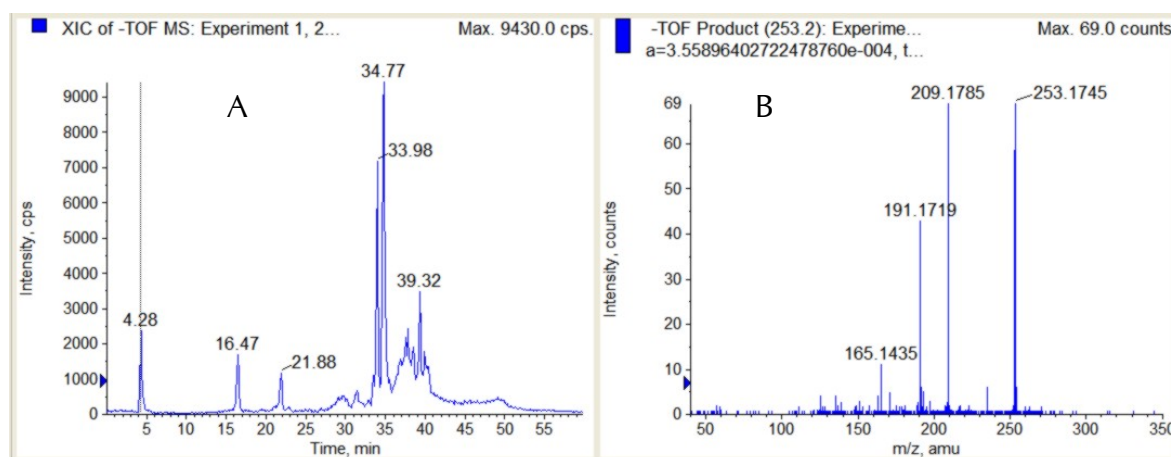 XIC of -TOF MS: Experiment 1, 2...
Max. 9430.0 cps.
A
34.77
33.98
39.32
4.28
16.47
21.88
9000
8000
7000
6000
5000
4000
3000
2000
1000
0
Intensity, cps
5 10 15 20 25 30 35 40 45 50 55
Time, min
-TOF Product (253.2): Experime...
Max. 69.0 counts
a=3.55896402722478760e-004, t...
B
209.1785
253.1745
191.1719
165.1435
69
60
50
40
30
20
10
0
Intensity, counts
50 100 150 200 250 300 350
m/z, amu